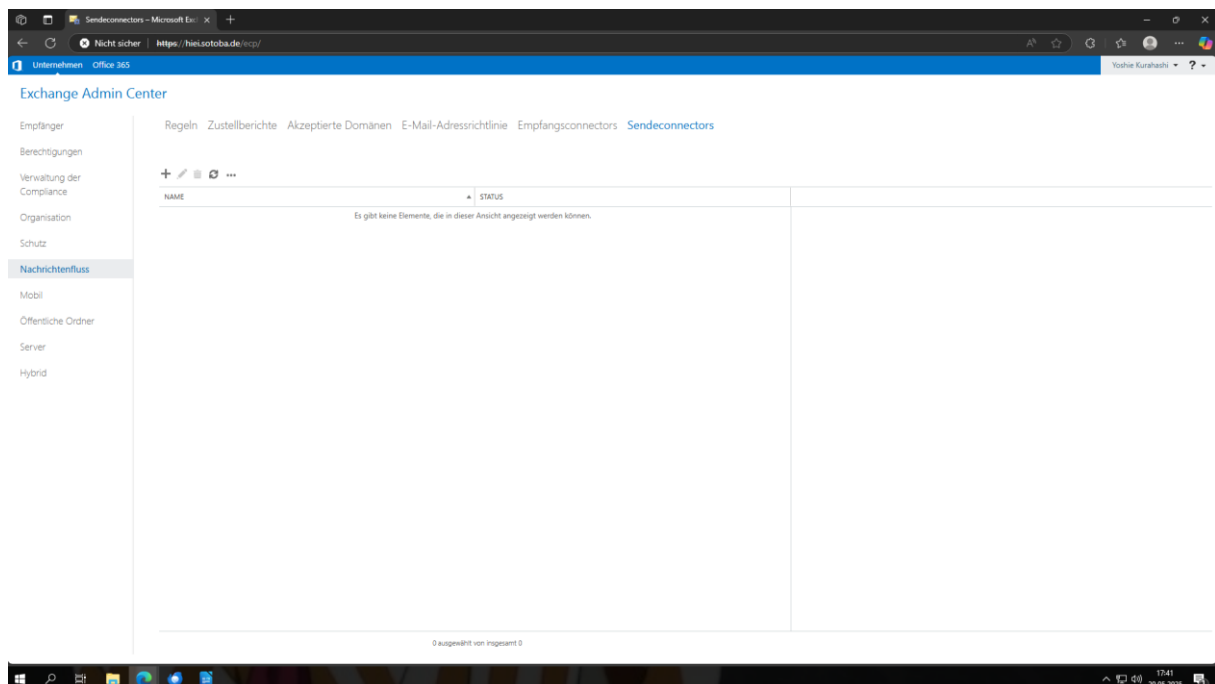 Sendeconnectors – Microsoft Exc
Nicht sicher https://hiei.sotoba.de/ecp/
Unternehmen Office 365 Yoshie Kurahashi ?
Exchange Admin Center
Regeln Zustellberichte Akzeptierte Domänen E-Mail-Adressrichtlinie Empfangsconnectors Sendeconnectors
Empfänger
Berechtigungen
Verwaltung der
Compliance
Organisation
Schutz
Nachrichtenfluss
Mobil
Öffentliche Ordner
Server
Hybrid
NAME STATUS
Es gibt keine Elemente, die in dieser Ansicht angezeigt werden können.
0 ausgewählt von insgesamt 0
17:41
20.05.2025